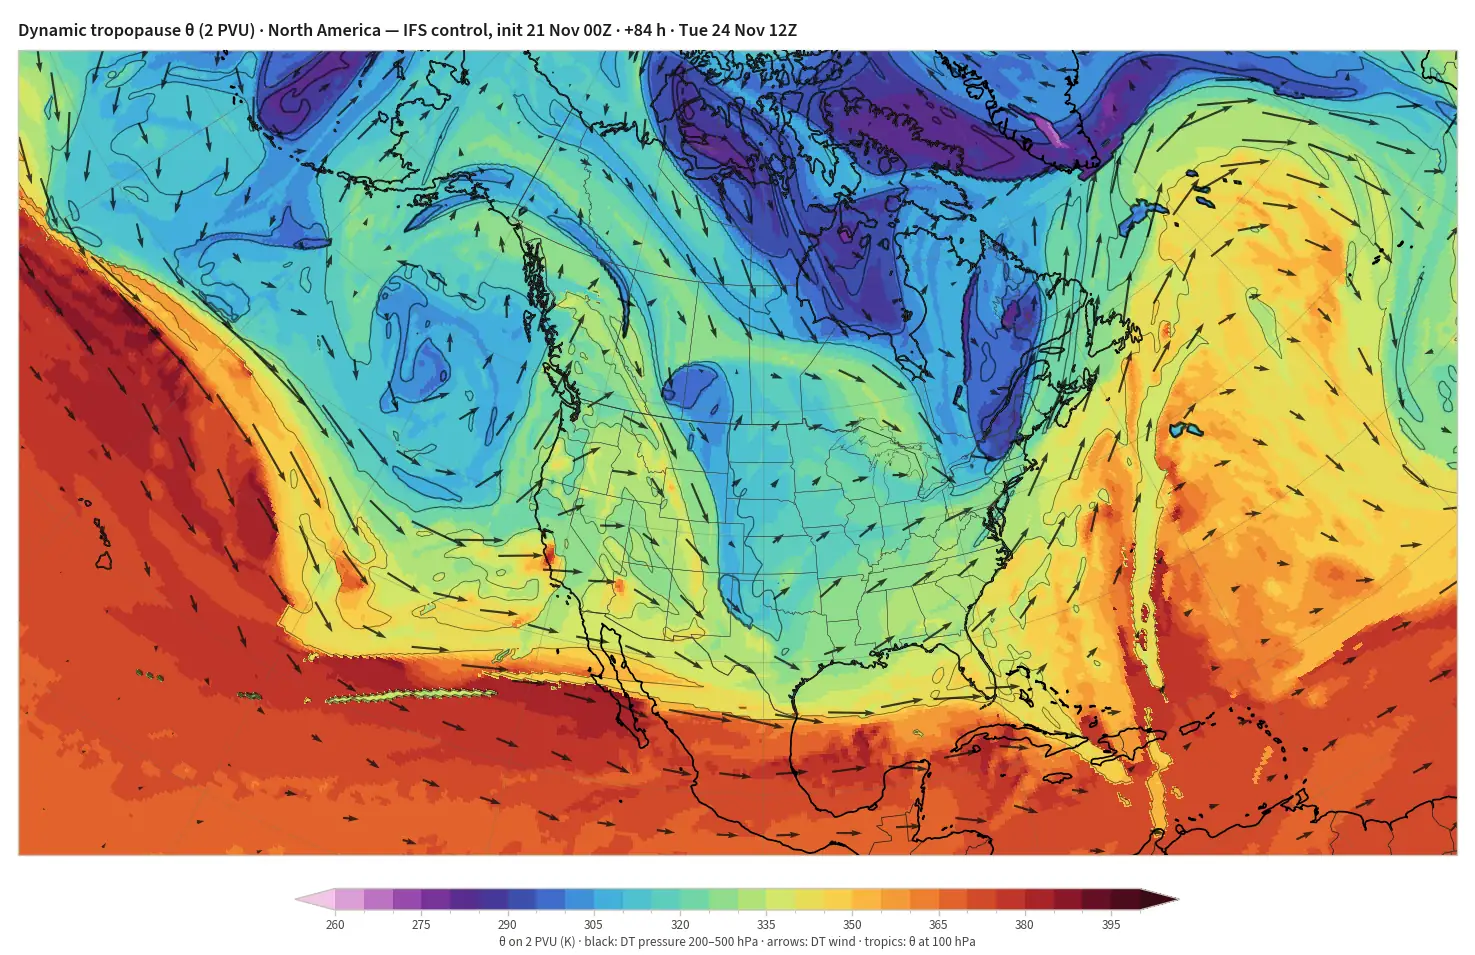 Dynamic tropopause θ (2 PVU) · North America — IFS control, init 21 Nov 00Z · +84 h · Tue 24 Nov 12Z
260 275 290 305 320 335 350 365 380 395
θ on 2 PVU (K) · black: DT pressure 200–500 hPa · arrows: DT wind · tropics: θ at 100 hPa